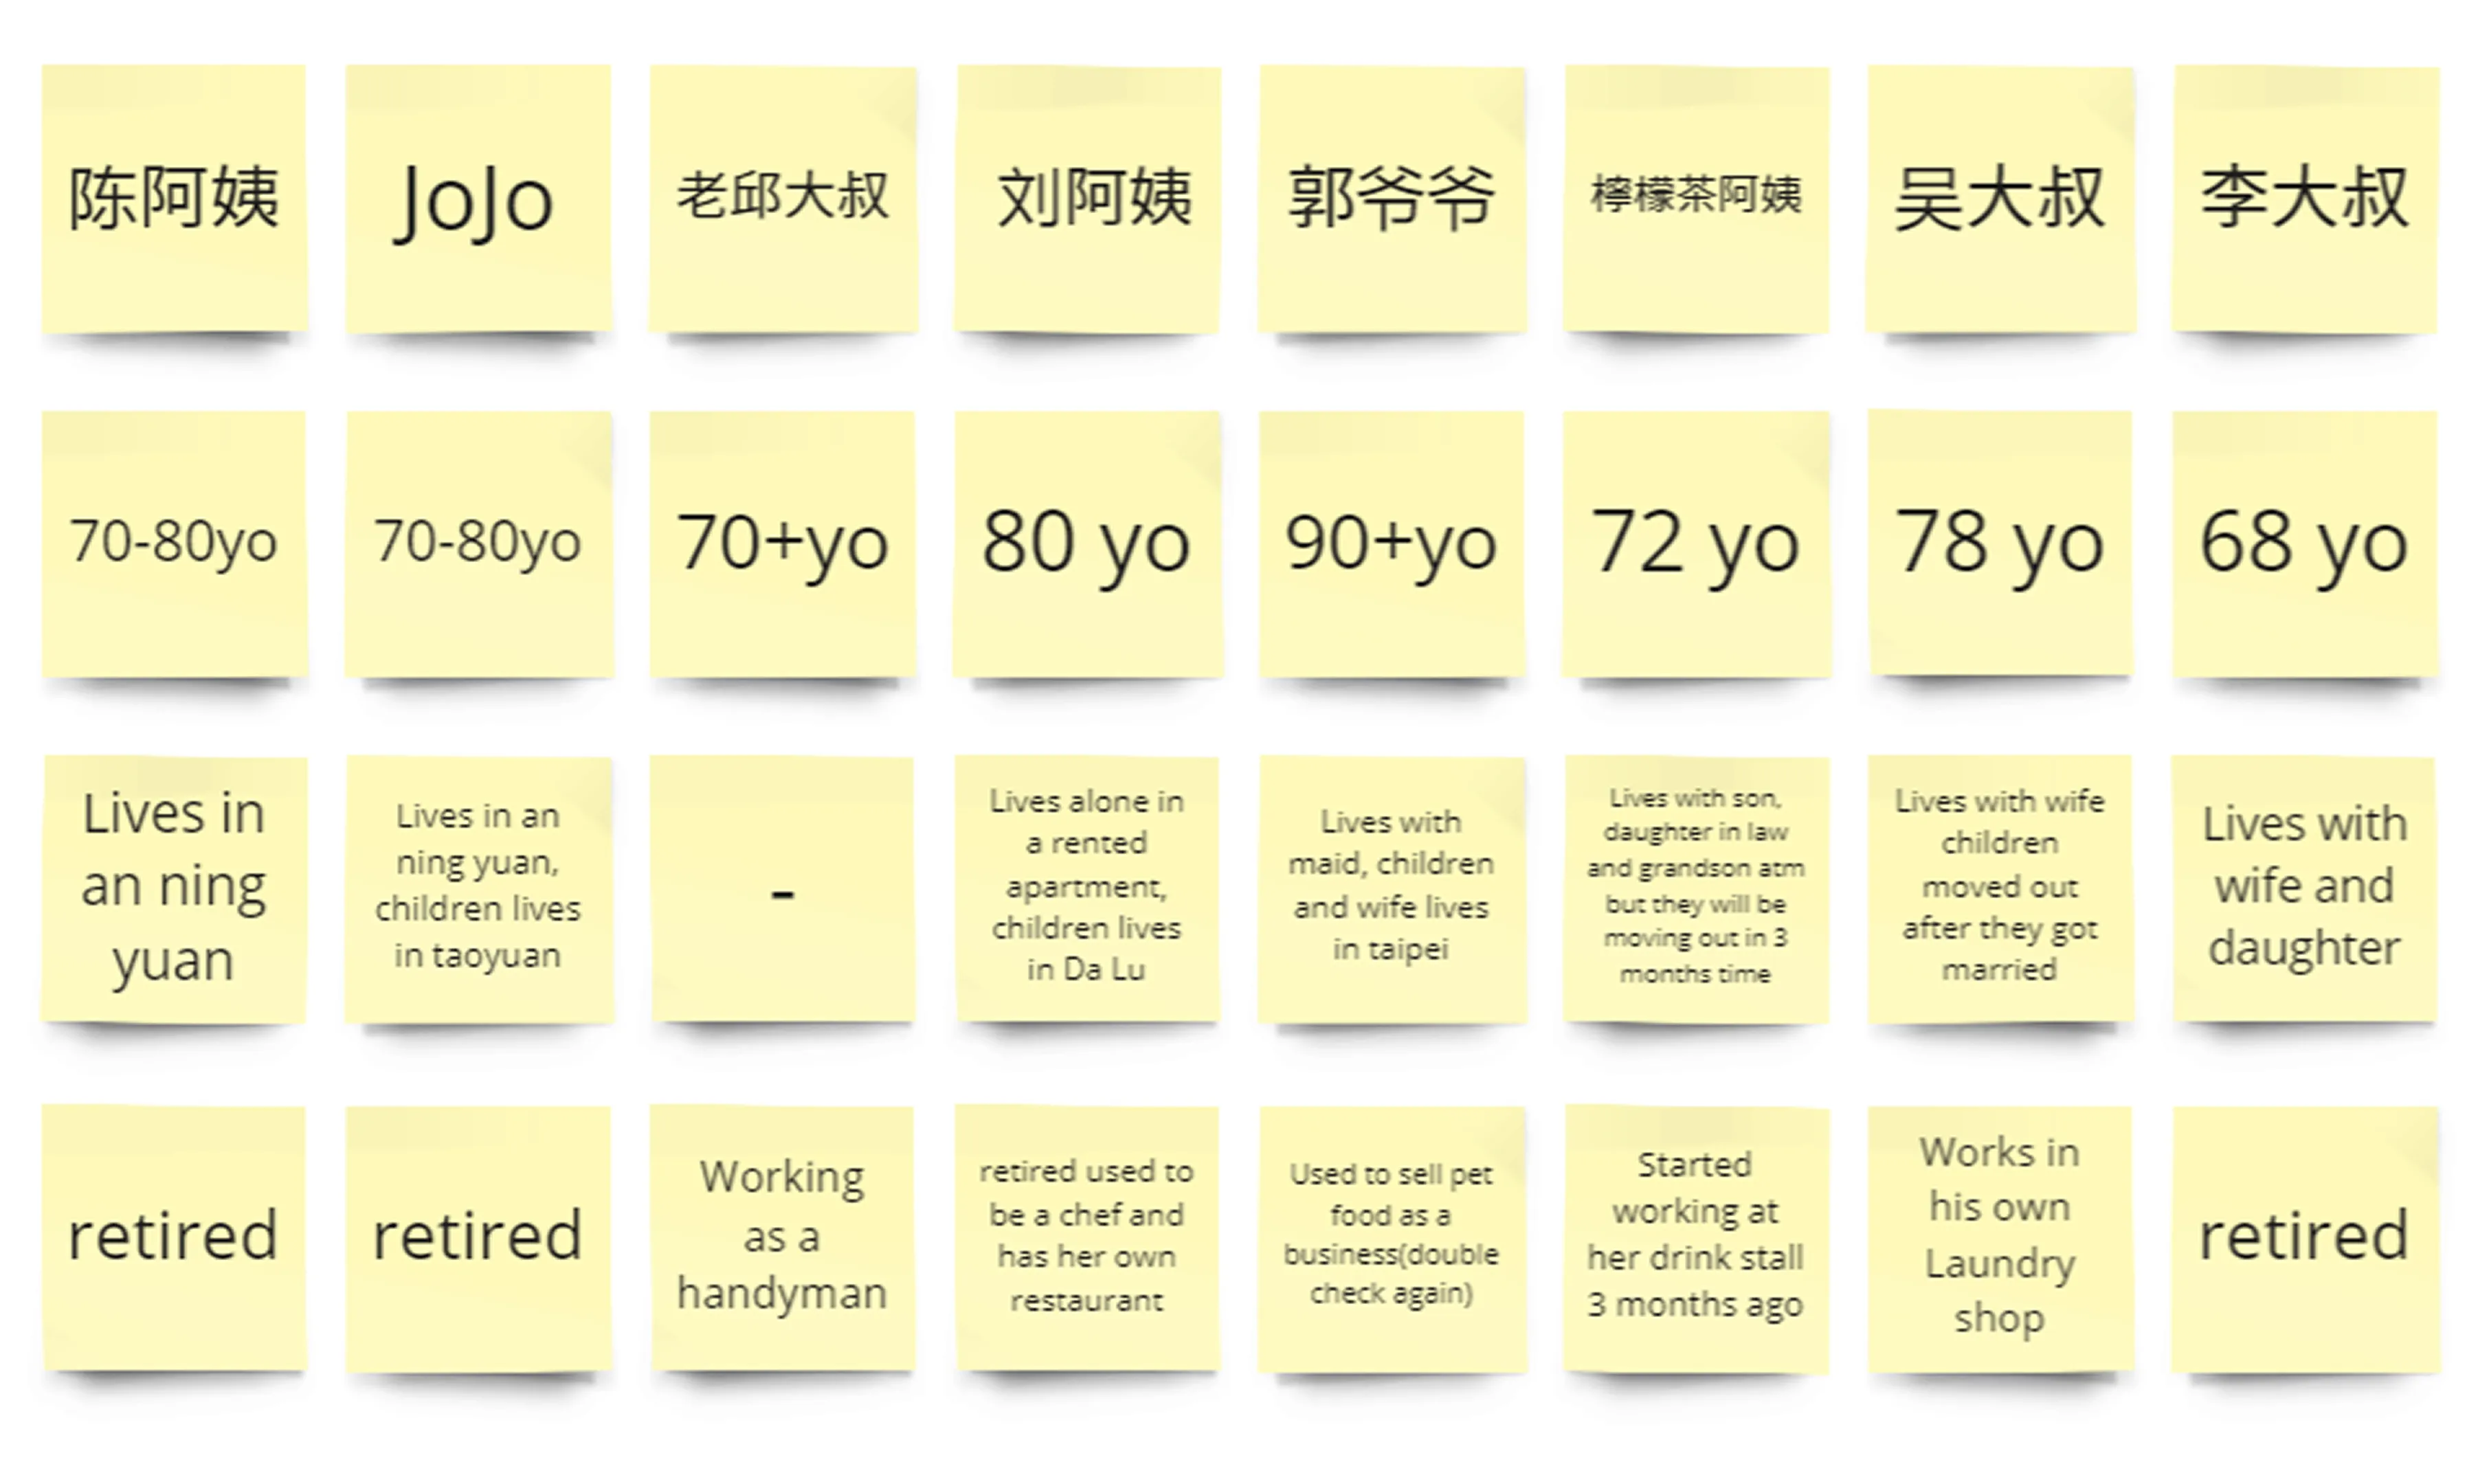 陈阿姨
JoJo
老邱大叔
刘阿姨
郭爷爷
檸檬茶阿姨
吴大叔
李大叔
70-80yo
70-80yo
70+yo
80 yo
90+yo
72 yo
78 yo
68 yo
Lives in
an ning
yuan
Lives in an
ning yuan,
children lives
in taoyuan
-
Lives alone in
a rented
apartment,
children lives
in Da Lu
Lives with
maid, children
and wife lives
in taipei
Lives with son,
daughter in law
and grandson atm
but they will be
moving out in 3
months time
Lives with wife
children
moved out
after they got
married
Lives with
wife and
daughter
retired
retired
Working
as a
handyman
retired used to
be a chef and
has her own
restaurant
Used to sell pet
food as a
business(double
check again)
Started
working at
her drink stall
3 months ago
Works in
his own
Laundry
shop
retired